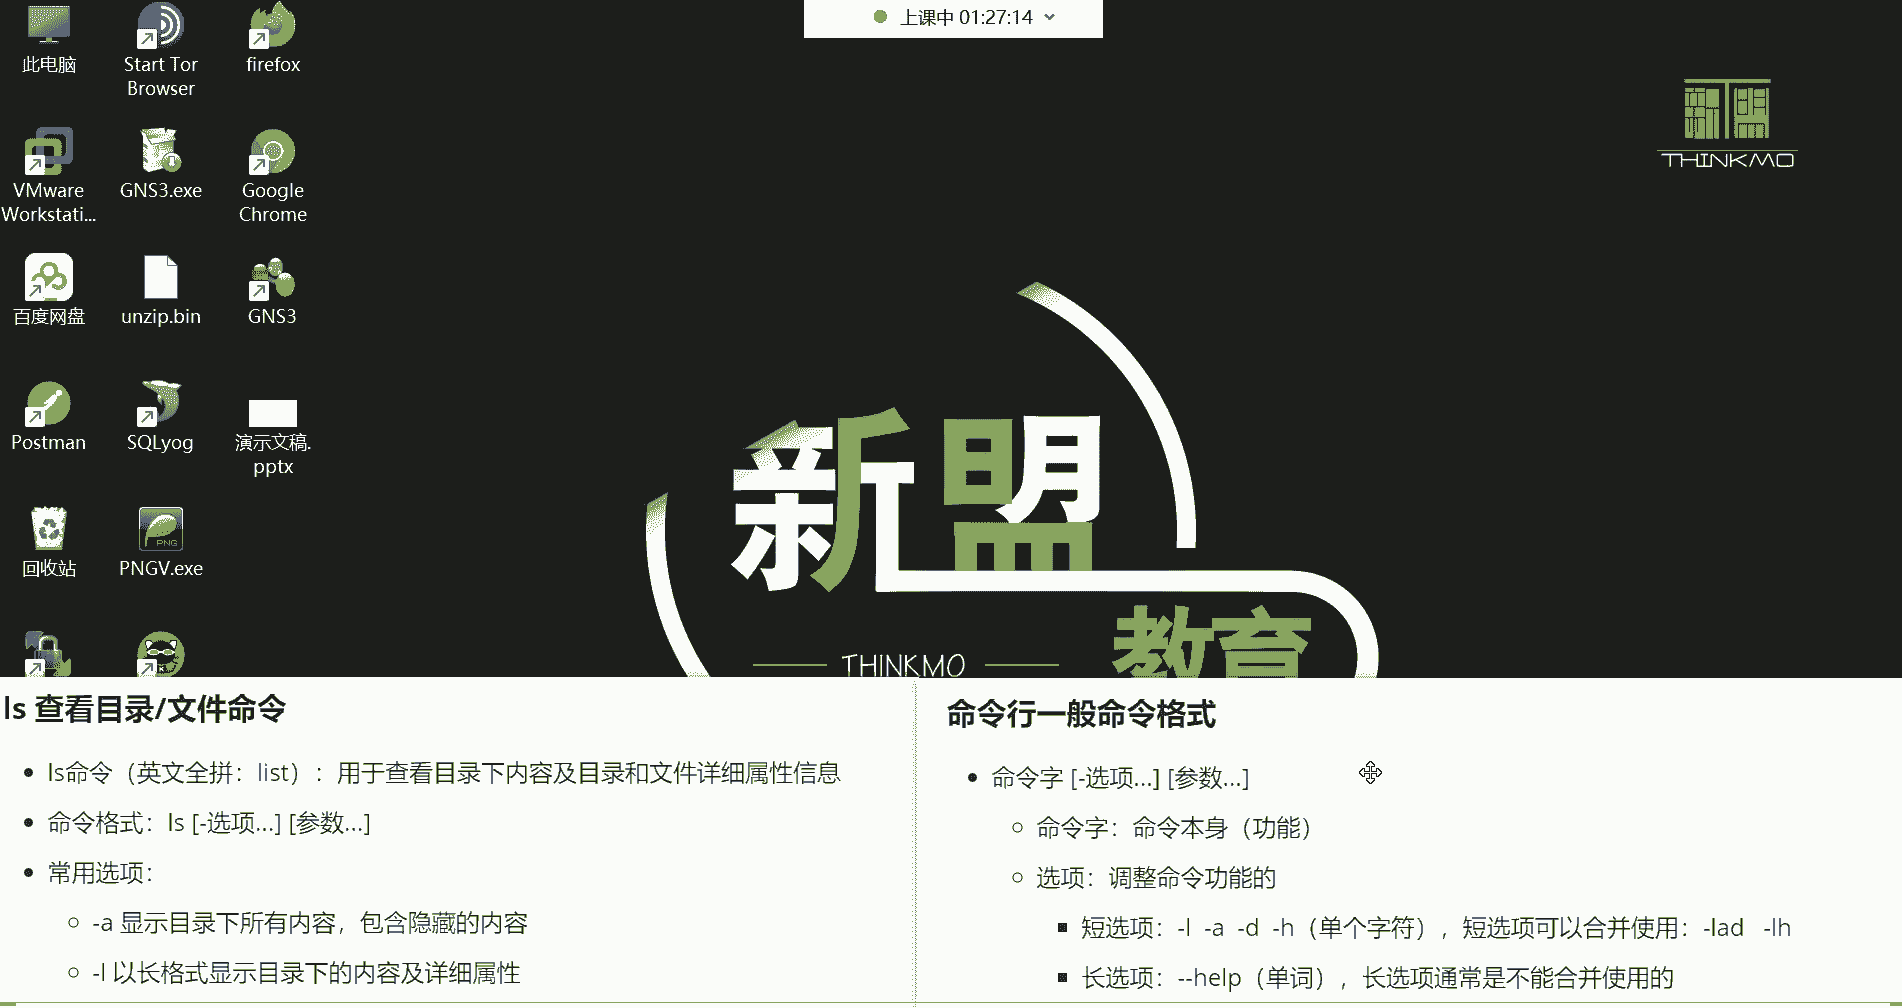 上课中 01:27:14
此电脑
Start Tor
Browser
firefox
THINKMO
VMware
Workstati...
GNS3.exe
Google
Chrome
百度网盘
unzip.bin
GNS3
Postman
SQLyog
演示文稿.
pptx
新盟
教育
THINKMO
回收站
PNG
PNGV.exe
ls 查看目录/文件命令
ls命令（英文全拼：list）：用于查看目录下内容及目录和文件详细属性信息
命令格式：ls [-选项...] [参数...]
常用选项：
-a 显示目录下所有内容，包含隐藏的内容
-l 以长格式显示目录下的内容及详细属性
命令行一般命令格式
命令字 [-选项...] [参数...]
命令字：命令本身（功能）
选项：调整命令功能的
短选项：-l -a -d -h（单个字符），短选项可以合并使用：-lad -lh
长选项：--help（单词），长选项通常是不能合并使用的